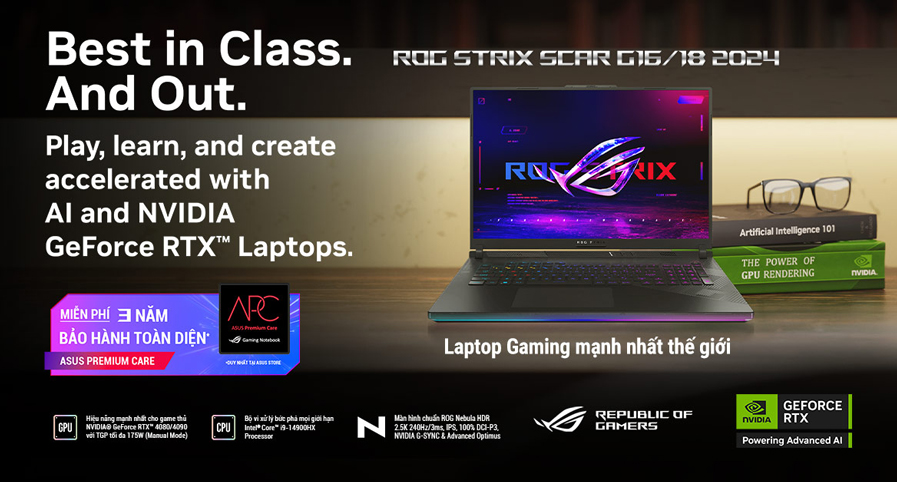 Best in Class.
And Out.
Play, learn, and create
accelerated with
AI and NVIDIA
GeForce RTX™ Laptops.
ROG STRIX SCAR G16/18 2024
ROG STRIX
Artificial Intelligence 101
THE POWER OF
GPU RENDERING
NVIDIA.
Laptop Gaming mạnh nhất thế giới
MIỄN PHÍ 3 NĂM
BẢO HÀNH TOÀN DIỆN*
ASUS PREMIUM CARE
APC
ASUS Premium Care
Gaming Notebook
*DUY NHẤT TẠI ASUS STORE
GPU
Hiệu năng mạnh nhất cho game thủ
NVIDIA® GeForce RTX™ 4080/4090
với TGP tối đa 175W (Manual Mode)
CPU
Bộ vi xử lý bức phá mọi giới hạn
Intel® Core™ i9-14900HX
Processor
N
Màn hình chuẩn ROG Nebula HDR
2.5K 240Hz/3ms, IPS, 100% DCI-P3,
NVIDIA G-SYNC & Advanced Optimus
REPUBLIC OF
GAMERS
NVIDIA
GEFORCE
RTX
Powering Advanced AI